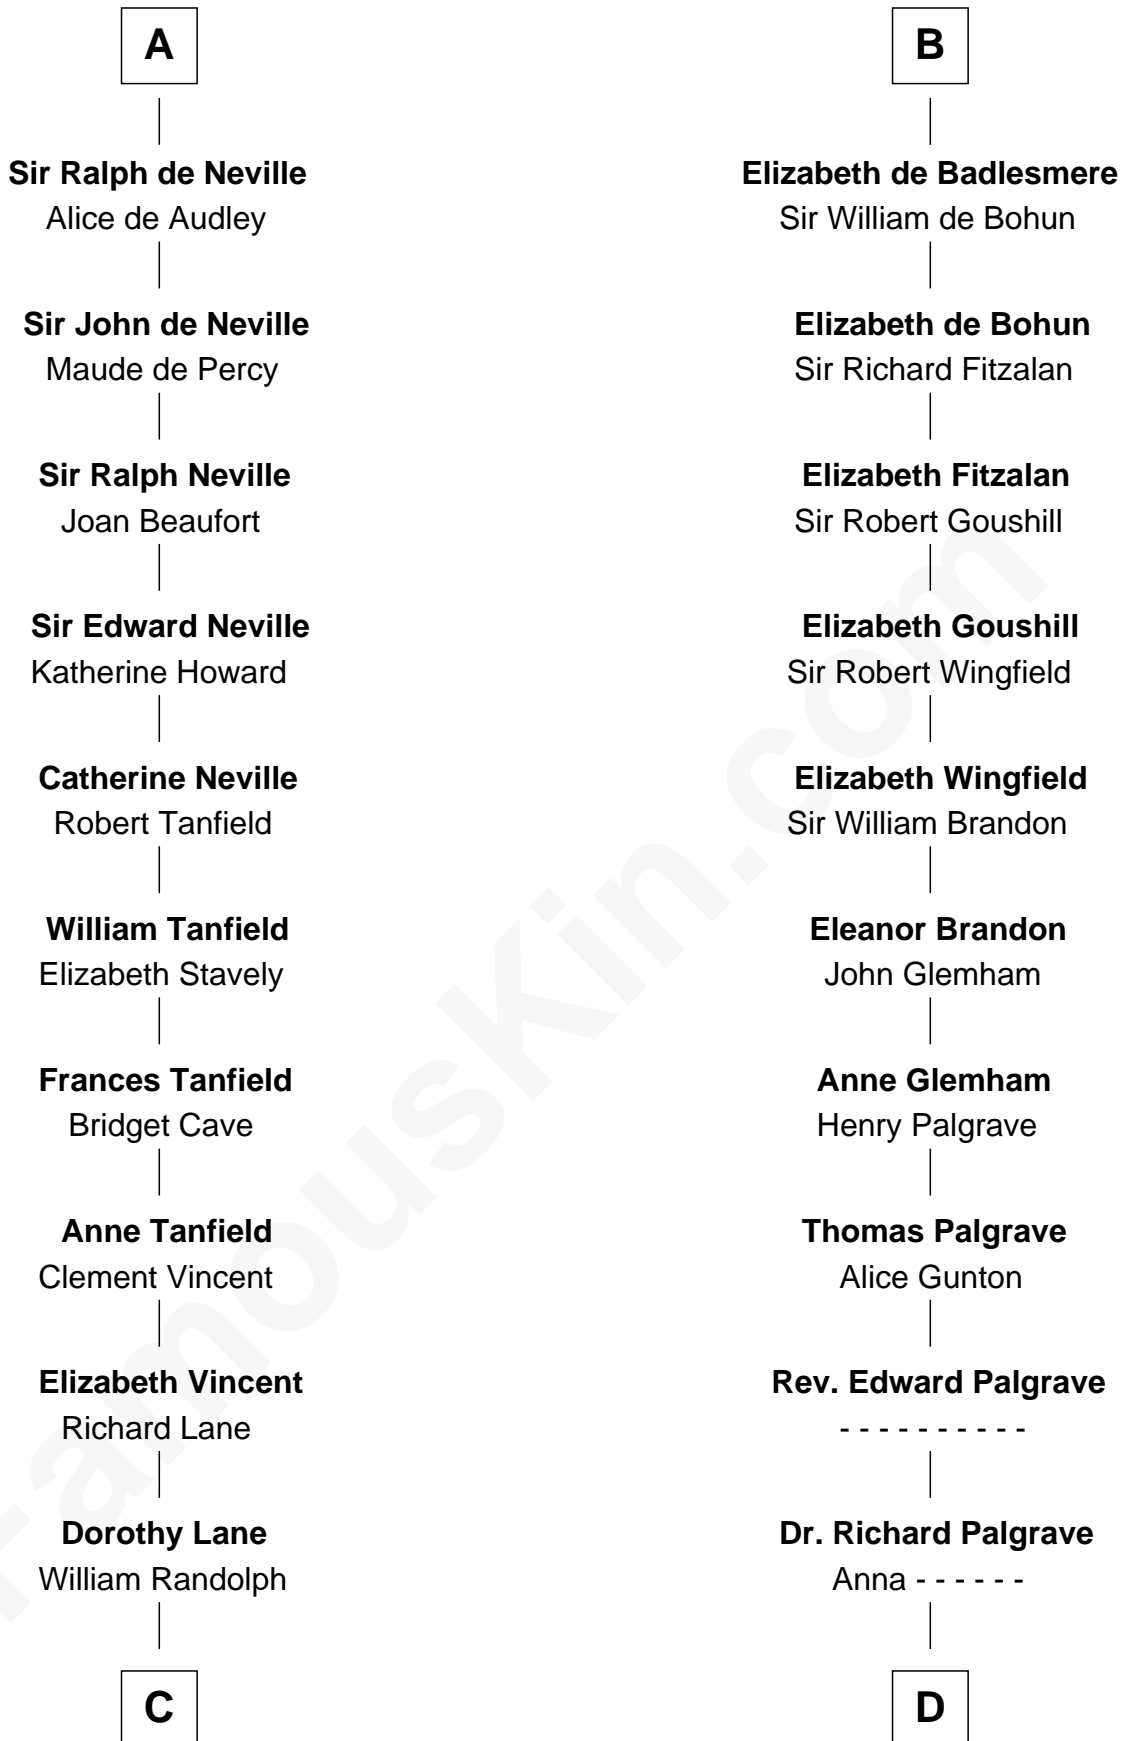 A
Sir Ralph de Neville
Alice de Audley
Sir John de Neville
Maude de Percy
Sir Ralph Neville
Joan Beaufort
Sir Edward Neville
Katherine Howard
Catherine Neville
Robert Tanfield
William Tanfield
Elizabeth Stavely
Frances Tanfield
Bridget Cave
Anne Tanfield
Clement Vincent
Elizabeth Vincent
Richard Lane
Dorothy Lane
William Randolph
C
B
Elizabeth de Badlesmere
Sir William de Bohun
Elizabeth de Bohun
Sir Richard Fitzalan
Elizabeth Fitzalan
Sir Robert Goushill
Elizabeth Goushill
Sir Robert Wingfield
Elizabeth Wingfield
Sir William Brandon
Eleanor Brandon
John Glemham
Anne Glemham
Henry Palgrave
Thomas Palgrave
Alice Gunton
Rev. Edward Palgrave
- - - - - - - - - -
Dr. Richard Palgrave
Anna - - - - - -
D
FamousKin.com